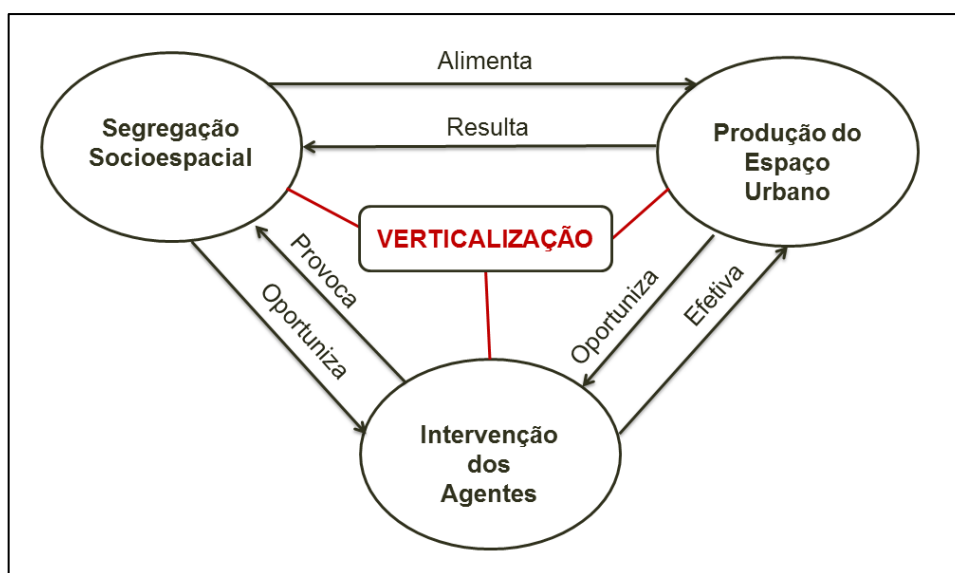 Alimenta
Segregação
Socioespacial
Resulta
Produção do
Espaço
Urbano
VERTICALIZAÇÃO
Provoca
Oportuniza
Oportuniza
Efetiva
Intervenção
dos
Agentes